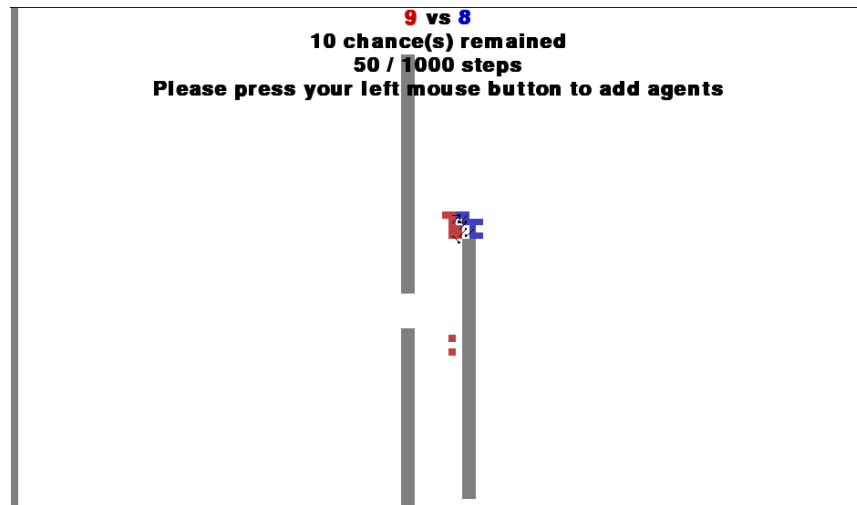 9 vs 8
10 chance(s) remained
50 / 1000 steps
Please press your left mouse button to add agents